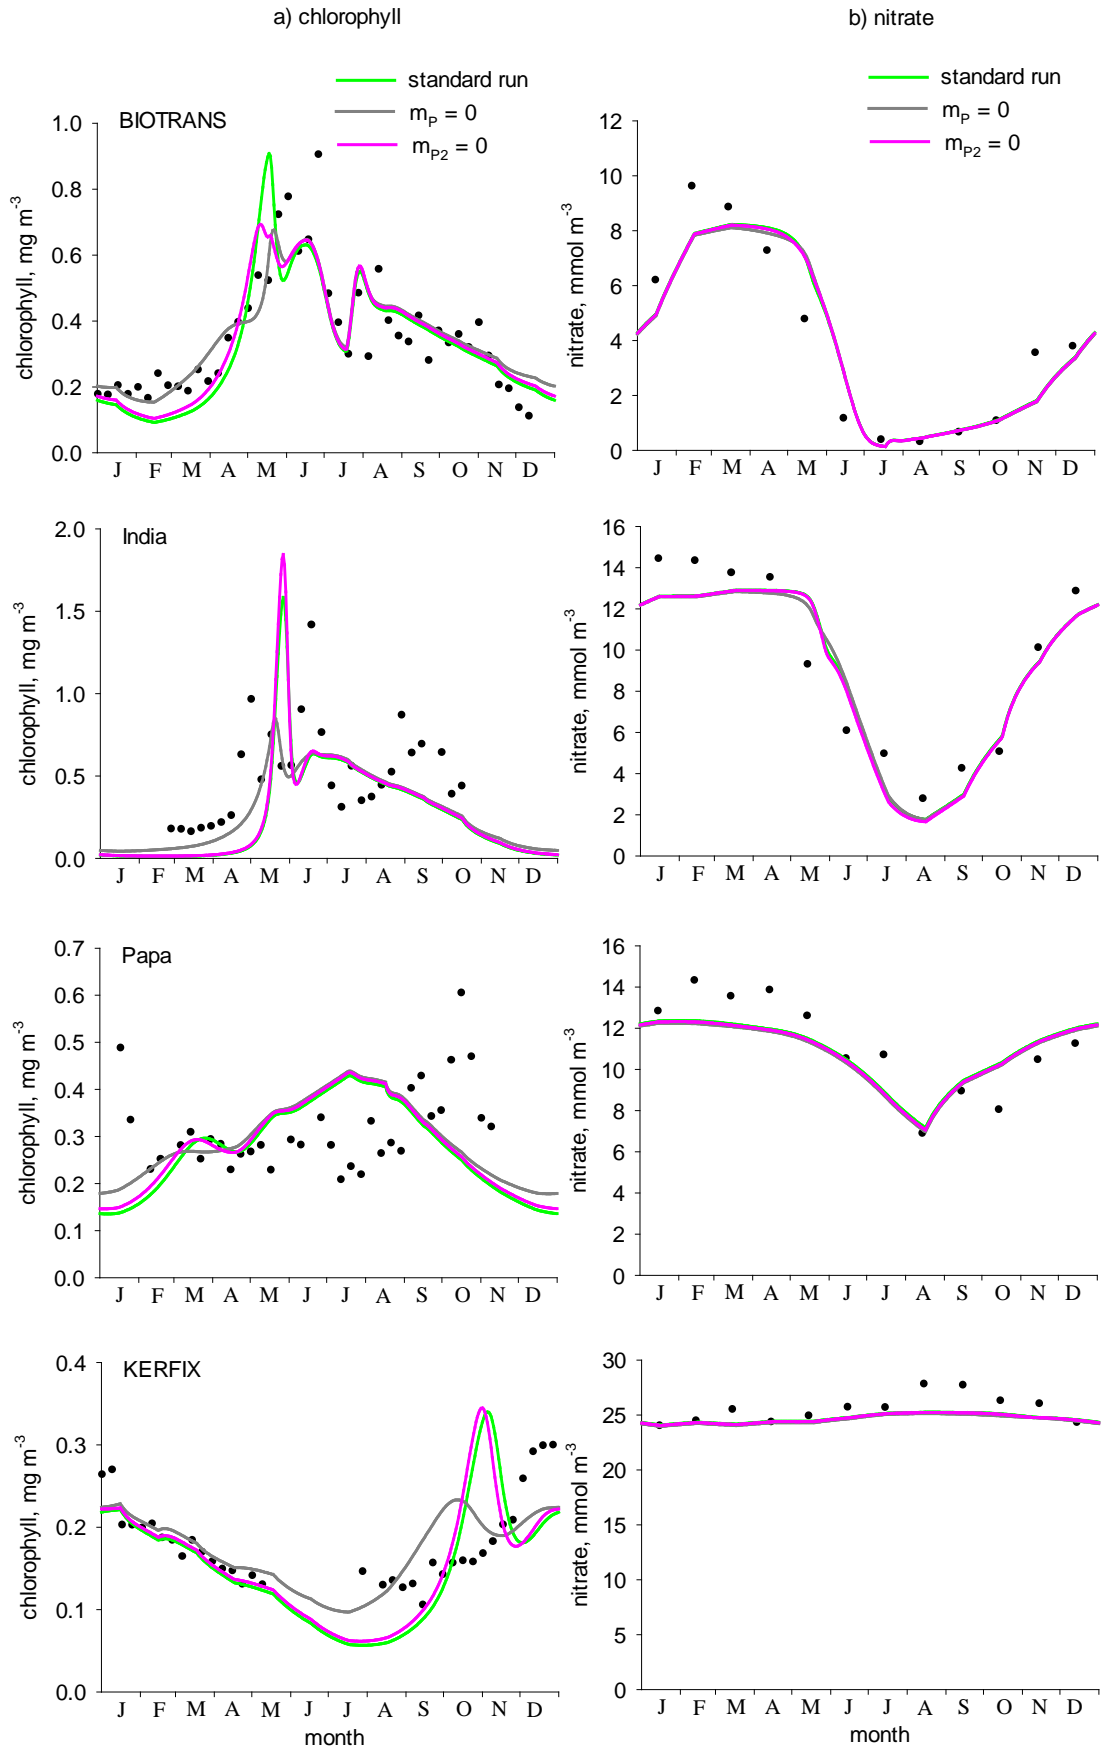 a) chlorophyll
b) nitrate
standard run
m_P = 0
m_P2 = 0
standard run
m_P = 0
m_P2 = 0
BIOTRANS
chlorophyll, mg m⁻³
1.0
0.8
0.6
0.4
0.2
0.0
J F M A M J J A S O N D
nitrate, mmol m⁻³
12
10
8
6
4
2
0
J F M A M J J A S O N D
India
chlorophyll, mg m⁻³
2.0
1.5
1.0
0.5
0.0
J F M A M J J A S O N D
nitrate, mmol m⁻³
16
14
12
10
8
6
4
2
0
J F M A M J J A S O N D
Papa
chlorophyll, mg m⁻³
0.7
0.6
0.5
0.4
0.3
0.2
0.1
0.0
J F M A M J J A S O N D
nitrate, mmol m⁻³
16
14
12
10
8
6
4
2
0
J F M A M J J A S O N D
KERFIX
chlorophyll, mg m⁻³
0.4
0.3
0.2
0.1
0.0
J F M A M J J A S O N D
month
nitrate, mmol m⁻³
30
25
20
15
10
5
0
J F M A M J J A S O N D
month